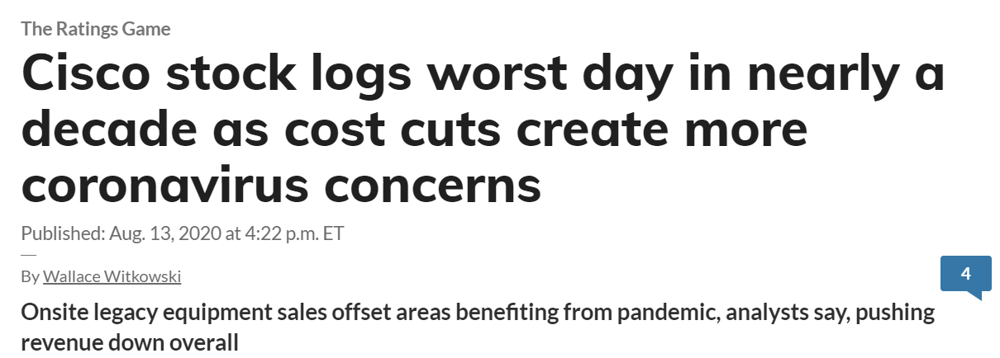 The Ratings Game
Cisco stock logs worst day in nearly a
decade as cost cuts create more
coronavirus concerns
Published: Aug. 13, 2020 at 4:22 p.m. ET
—
By Wallace Witkowski
4
Onsite legacy equipment sales offset areas benefiting from pandemic, analysts say, pushing
revenue down overall